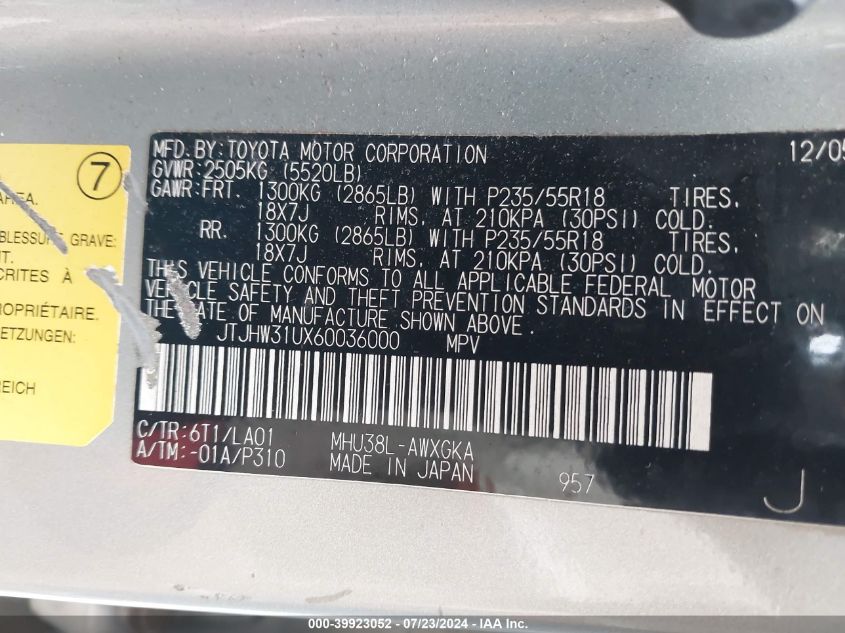 7
AREA.
BLESSURE GRAVE:
NT.
CRITES À
ROPRIÉTAIRE.
ETZUNGEN:
REICH
MFD.BY:TOYOTA MOTOR CORPORATION 12/05
GVWR:2505KG (5520LB)
GAWR:FRT. 1300KG (2865LB) WITH P235/55R18 TIRES,
18X7J RIMS, AT 210KPA (30PSI) COLD.
RR. 1300KG (2865LB) WITH P235/55R18 TIRES,
18X7J RIMS, AT 210KPA (30PSI) COLD.
THIS VEHICLE CONFORMS TO ALL APPLICABLE FEDERAL MOTOR
VEHICLE SAFETY AND THEFT PREVENTION STANDARDS IN EFFECT ON
THE DATE OF MANUFACTURE SHOWN ABOVE.
JTJHW31UX60036000 MPV
C/TR:6T1/LA01 MHU38L-AWXGKA
A/TM:-01A/P310 MADE IN JAPAN 957 J
000-39923052 - 07/23/2024 - IAA Inc.